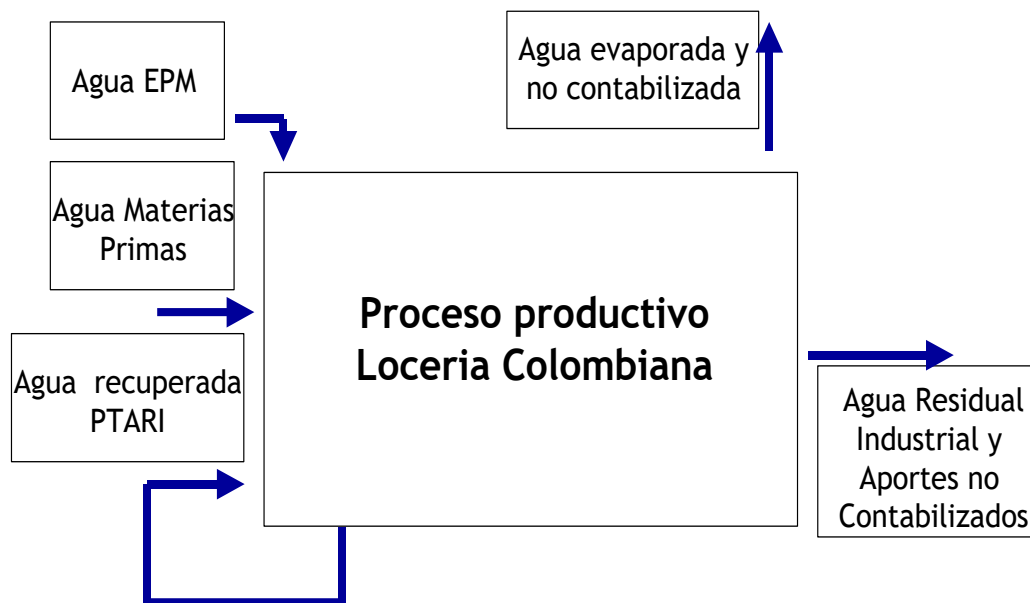 Agua EPM
Agua evaporada y
no contabilizada
Agua Materias
Primas
Proceso productivo
Loceria Colombiana
Agua recuperada
PTARI
Agua Residual
Industrial y
Aportes no
Contabilizados